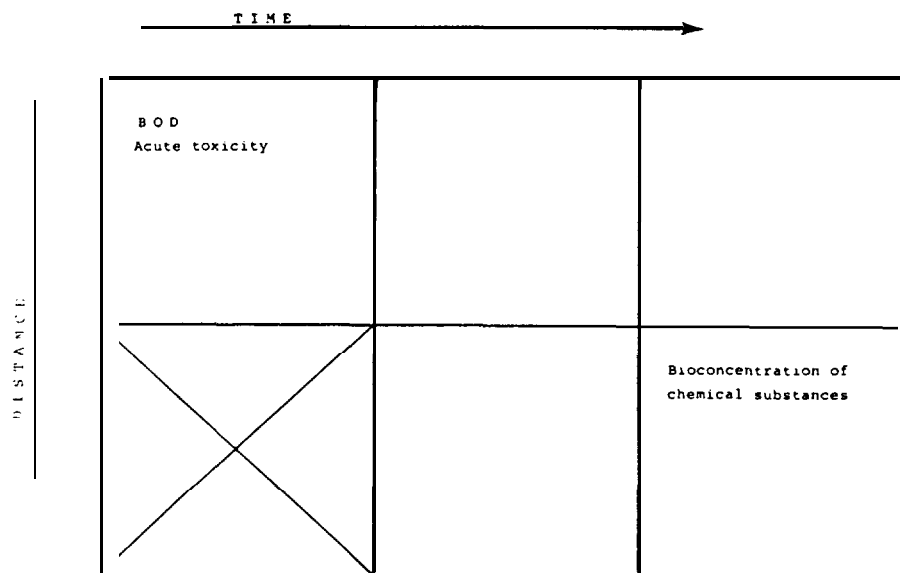 TIME
BOD
Acute toxicity
DISTANCE
Bioconcentration of
chemical substances